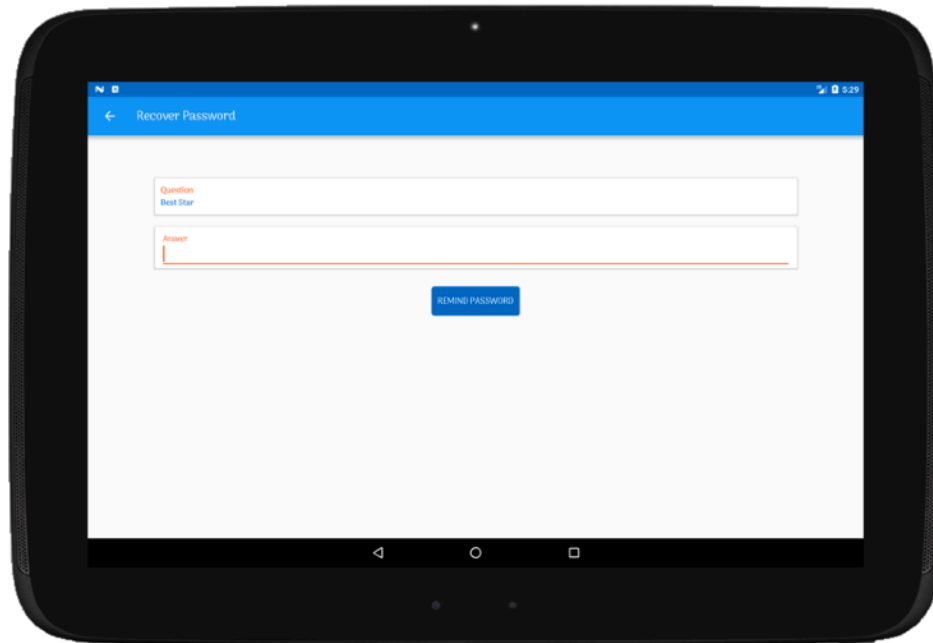 5:29
Recover Password
Question
Best Star
Answer
REMIND PASSWORD